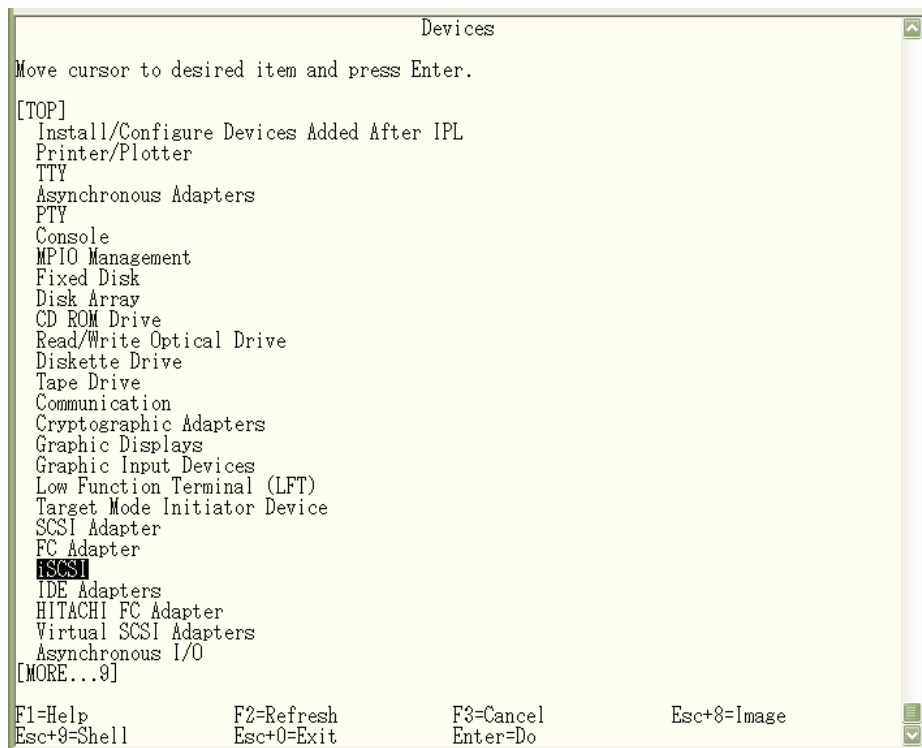 Devices
Move cursor to desired item and press Enter.
[TOP]
Install/Configure Devices Added After IPL
Printer/Plotter
TTY
Asynchronous Adapters
PTY
Console
MPIO Management
Fixed Disk
Disk Array
CD ROM Drive
Read/Write Optical Drive
Diskette Drive
Tape Drive
Communication
Cryptographic Adapters
Graphic Displays
Graphic Input Devices
Low Function Terminal (LFT)
Target Mode Initiator Device
SCSI Adapter
FC Adapter
iSCSI
IDE Adapters
HITACHI FC Adapter
Virtual SCSI Adapters
Asynchronous I/O
[MORE...9]
F1=Help F2=Refresh F3=Cancel Esc+8=Image
Esc+9=Shell Esc+0=Exit Enter=Do